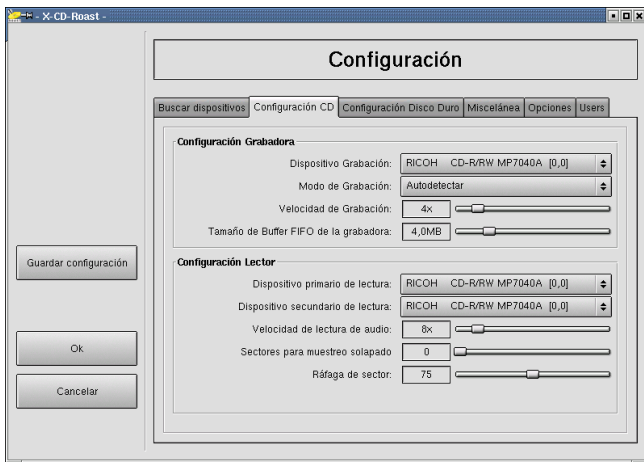 - X-CD-Roast -
Configuración
Buscar dispositivos Configuración CD Configuración Disco Duro Miscelánea Opciones Users
Configuración Grabadora
Dispositivo Grabación: RICOH CD-R/RW MP7040A [0,0]
Modo de Grabación: Autodetectar
Velocidad de Grabación: 4x
Tamaño de Buffer FIFO de la grabadora: 4,0MB
Configuración Lector
Dispositivo primario de lectura: RICOH CD-R/RW MP7040A [0,0]
Dispositivo secundario de lectura: RICOH CD-R/RW MP7040A [0,0]
Velocidad de lectura de audio: 8x
Sectores para muestreo solapado 0
Ráfaga de sector: 75
Guardar configuración
Ok
Cancelar